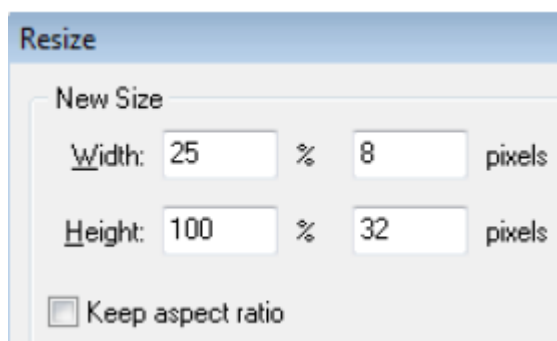 Resize
New Size
Width: 25 % 8 pixels
Height: 100 % 32 pixels
Keep aspect ratio